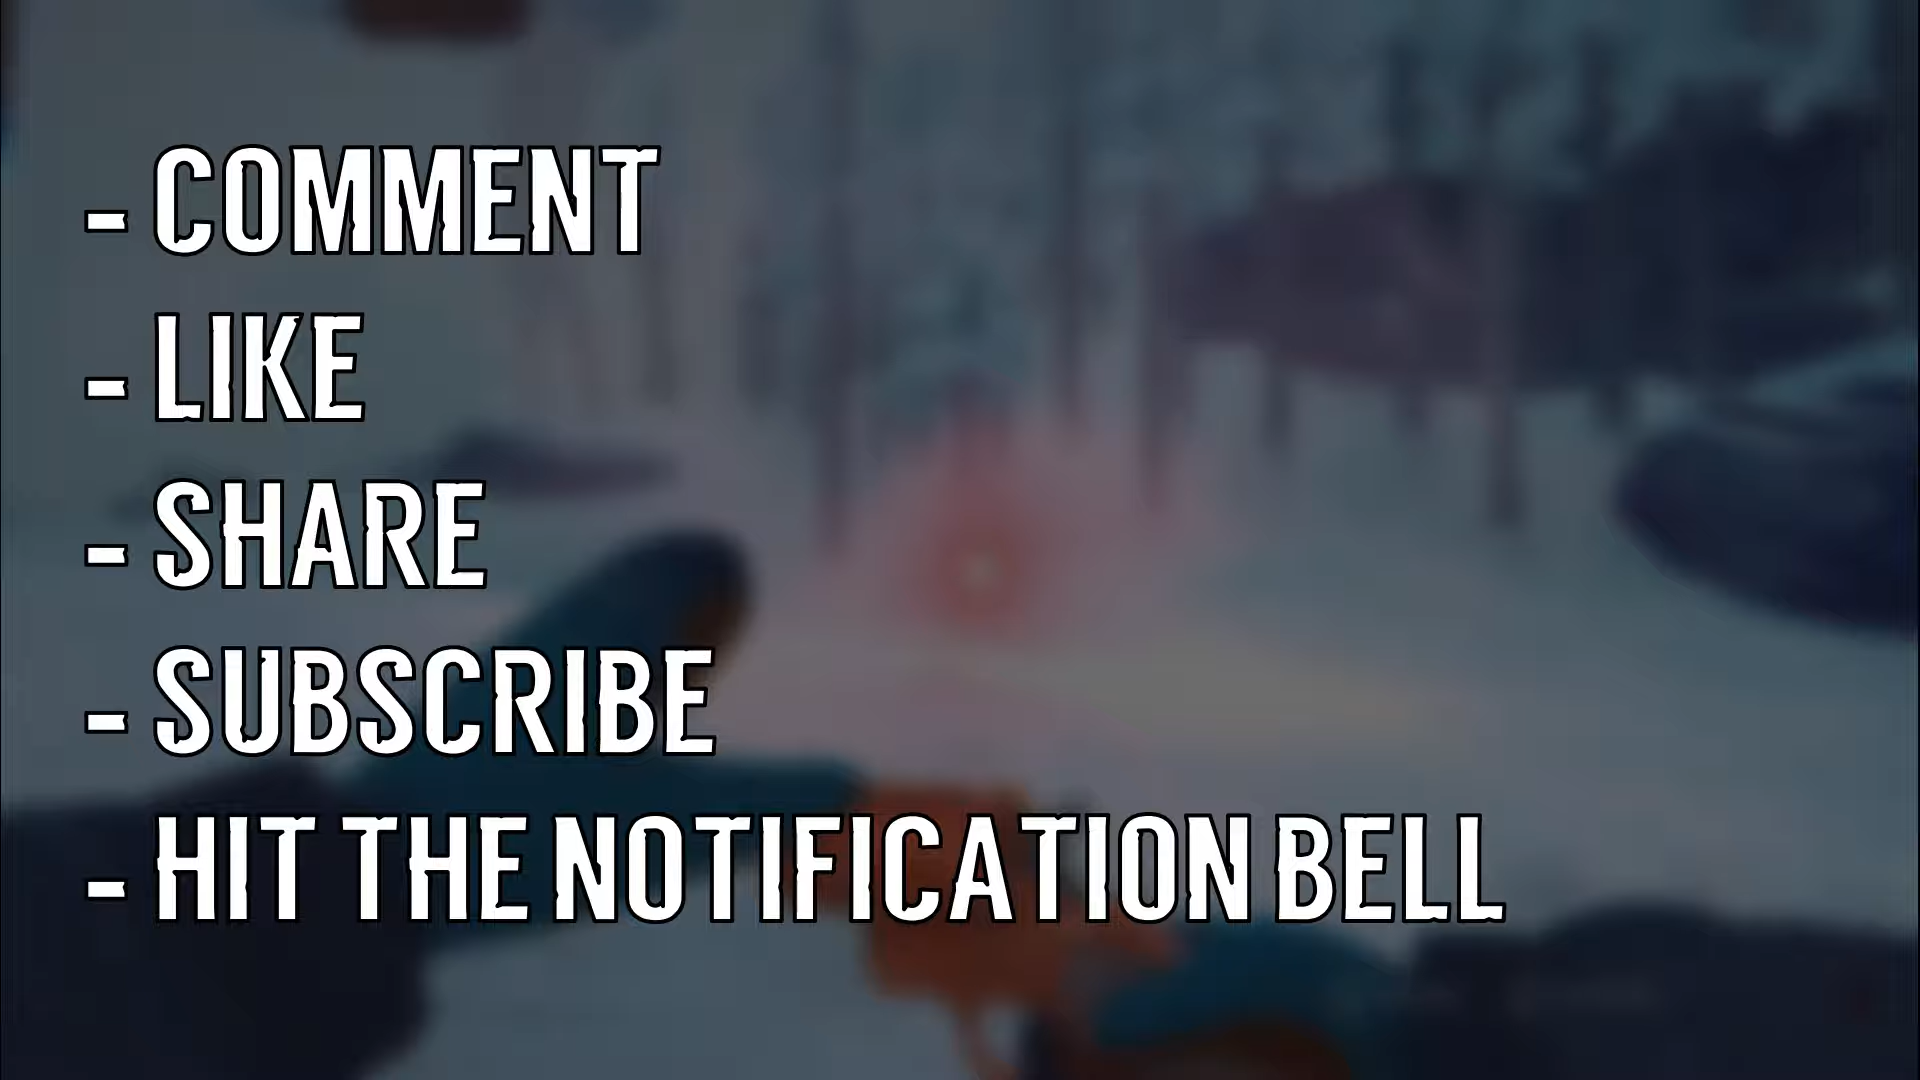 - COMMENT
- LIKE
- SHARE
- SUBSCRIBE
- HIT THE NOTIFICATION BELL